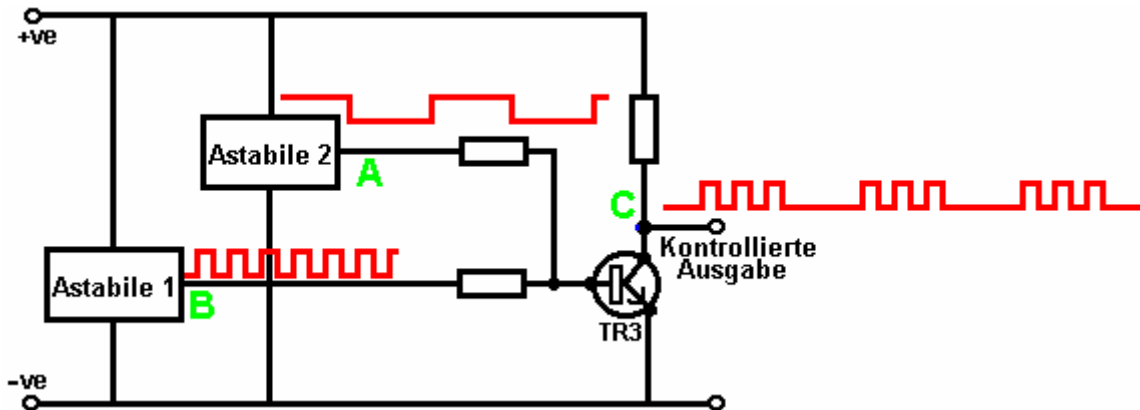 +ve
Astabile 2
A
C
Kontrollierte
Ausgabe
Astabile 1
B
TR3
-ve